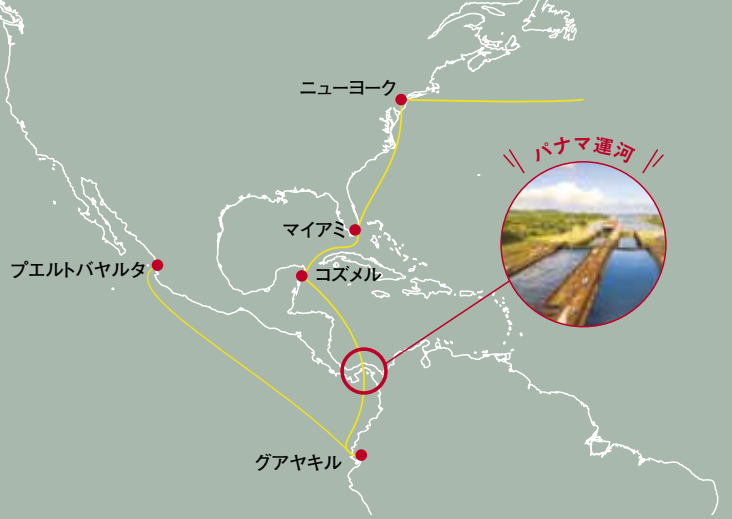 ニューヨーク
パナマ運河
マイアミ
プエルトバヤルタ
コズメル
グアヤキル